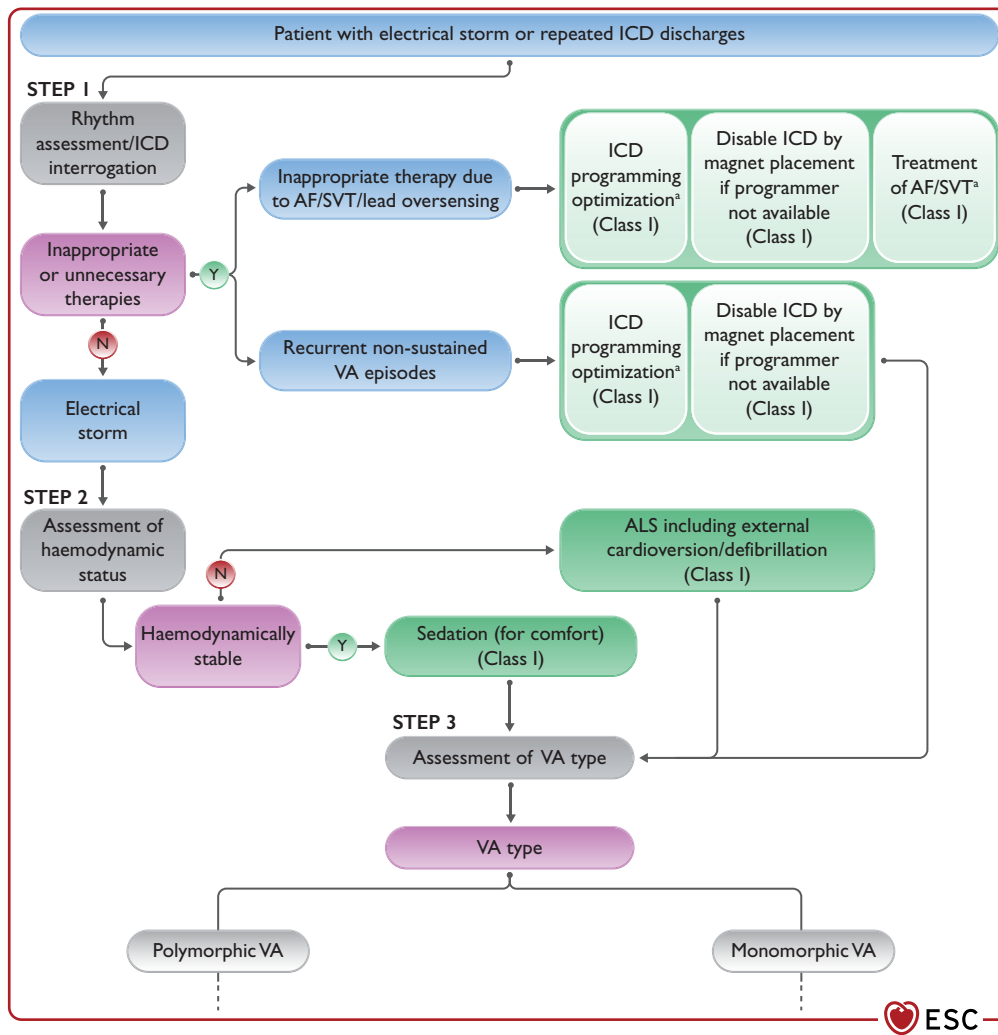 Patient with electrical storm or repeated ICD discharges
STEP 1
Rhythm
assessment/ICD
interrogation
Inappropriate
or unnecessary
therapies
Y
Inappropriate therapy due
to AF/SVT/lead oversensing
ICD
programming
optimizationᵃ
(Class I)
Disable ICD by
magnet placement
if programmer
not available
(Class I)
Treatment
of AF/SVTᵃ
(Class I)
Recurrent non-sustained
VA episodes
ICD
programming
optimizationᵃ
(Class I)
Disable ICD by
magnet placement
if programmer
not available
(Class I)
N
Electrical
storm
STEP 2
Assessment of
haemodynamic
status
N
ALS including external
cardioversion/defibrillation
(Class I)
Haemodynamically
stable
Y
Sedation (for comfort)
(Class I)
STEP 3
Assessment of VA type
VA type
Polymorphic VA
Monomorphic VA
ESC